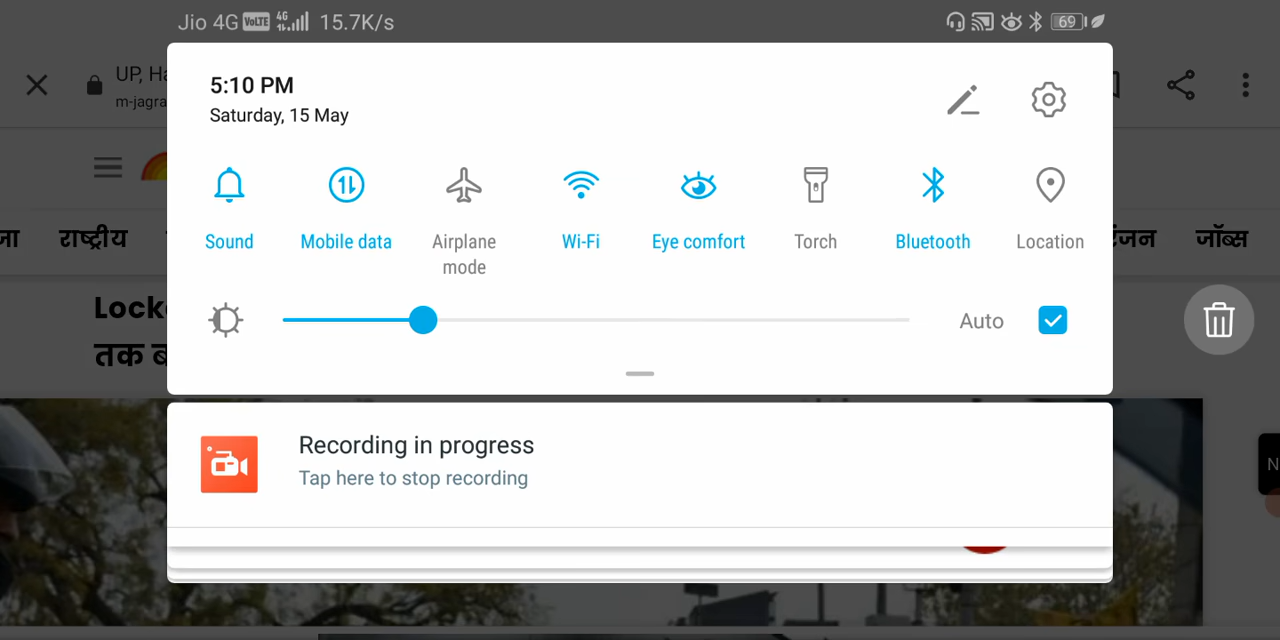 Jio 4G VoLTE 4G 15.7K/s 69
UP, Ha
m-jagra
5:10 PM
Saturday, 15 May
Sound Mobile data Airplane mode Wi-Fi Eye comfort Torch Bluetooth Location
राष्ट्रीय जॉब्स
Lock
तक
Auto
Recording in progress
Tap here to stop recording
N